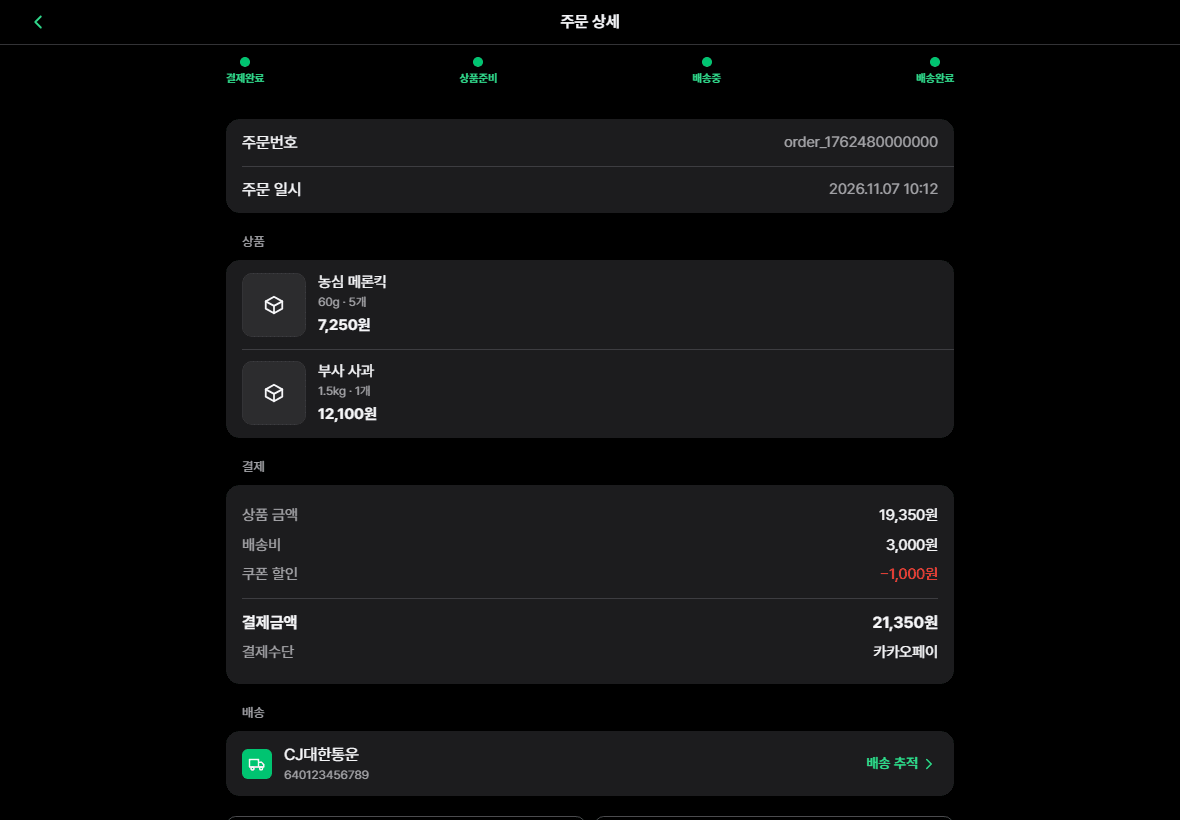 주문 상세
결제완료
상품준비
배송중
배송완료
주문번호 order_1762480000000
주문 일시 2026.11.07 10:12
상품
농심 메론킥
60g · 5개
7,250원
부사 사과
1.5kg · 1개
12,100원
결제
상품 금액 19,350원
배송비 3,000원
쿠폰 할인 −1,000원
결제금액 21,350원
결제수단 카카오페이
배송
CJ대한통운
640123456789
배송 추적